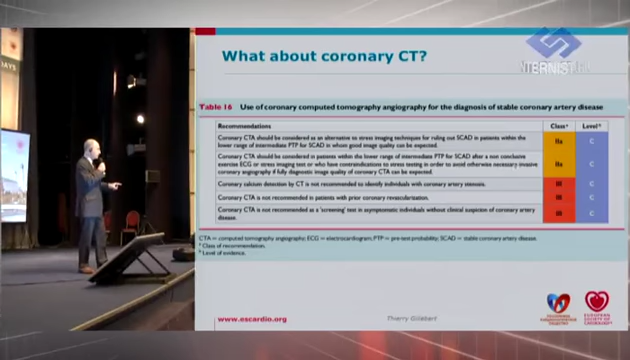 What about coronary CT?
Table 16 Use of coronary computed tomography angiography for the diagnosis of stable coronary artery disease
Recommendations Class a Level b
Coronary CTA should be considered as an alternative to stress imaging techniques for ruling out SCAD in patients within the
lower range of intermediate PTP for SCAD in whom good image quality can be expected. IIa C
Coronary CTA should be considered in patients within the lower range of intermediate PTP for SCAD after a non conclusive
exercise ECG or stress imaging test or who have contraindications to stress testing in order to avoid otherwise necessary invasive
coronary angiography if fully diagnostic image quality of coronary CTA can be expected. IIa C
Coronary calcium detection by CT is not recommended to identify individuals with coronary artery stenosis. III C
Coronary CTA is not recommended in patients with prior coronary revascularization. III C
Coronary CTA is not recommended as a 'screening' test in asymptomatic individuals without clinical suspicion of coronary artery
disease. III C
CTA = computed tomography angiography; ECG = electrocardiogram; PTP = pre-test probability; SCAD = stable coronary artery disease.
a Class of recommendation.
b Level of evidence.
www.escardio.org
Thierry Gillebert
EUROPEAN
SOCIETY OF
CARDIOLOGY